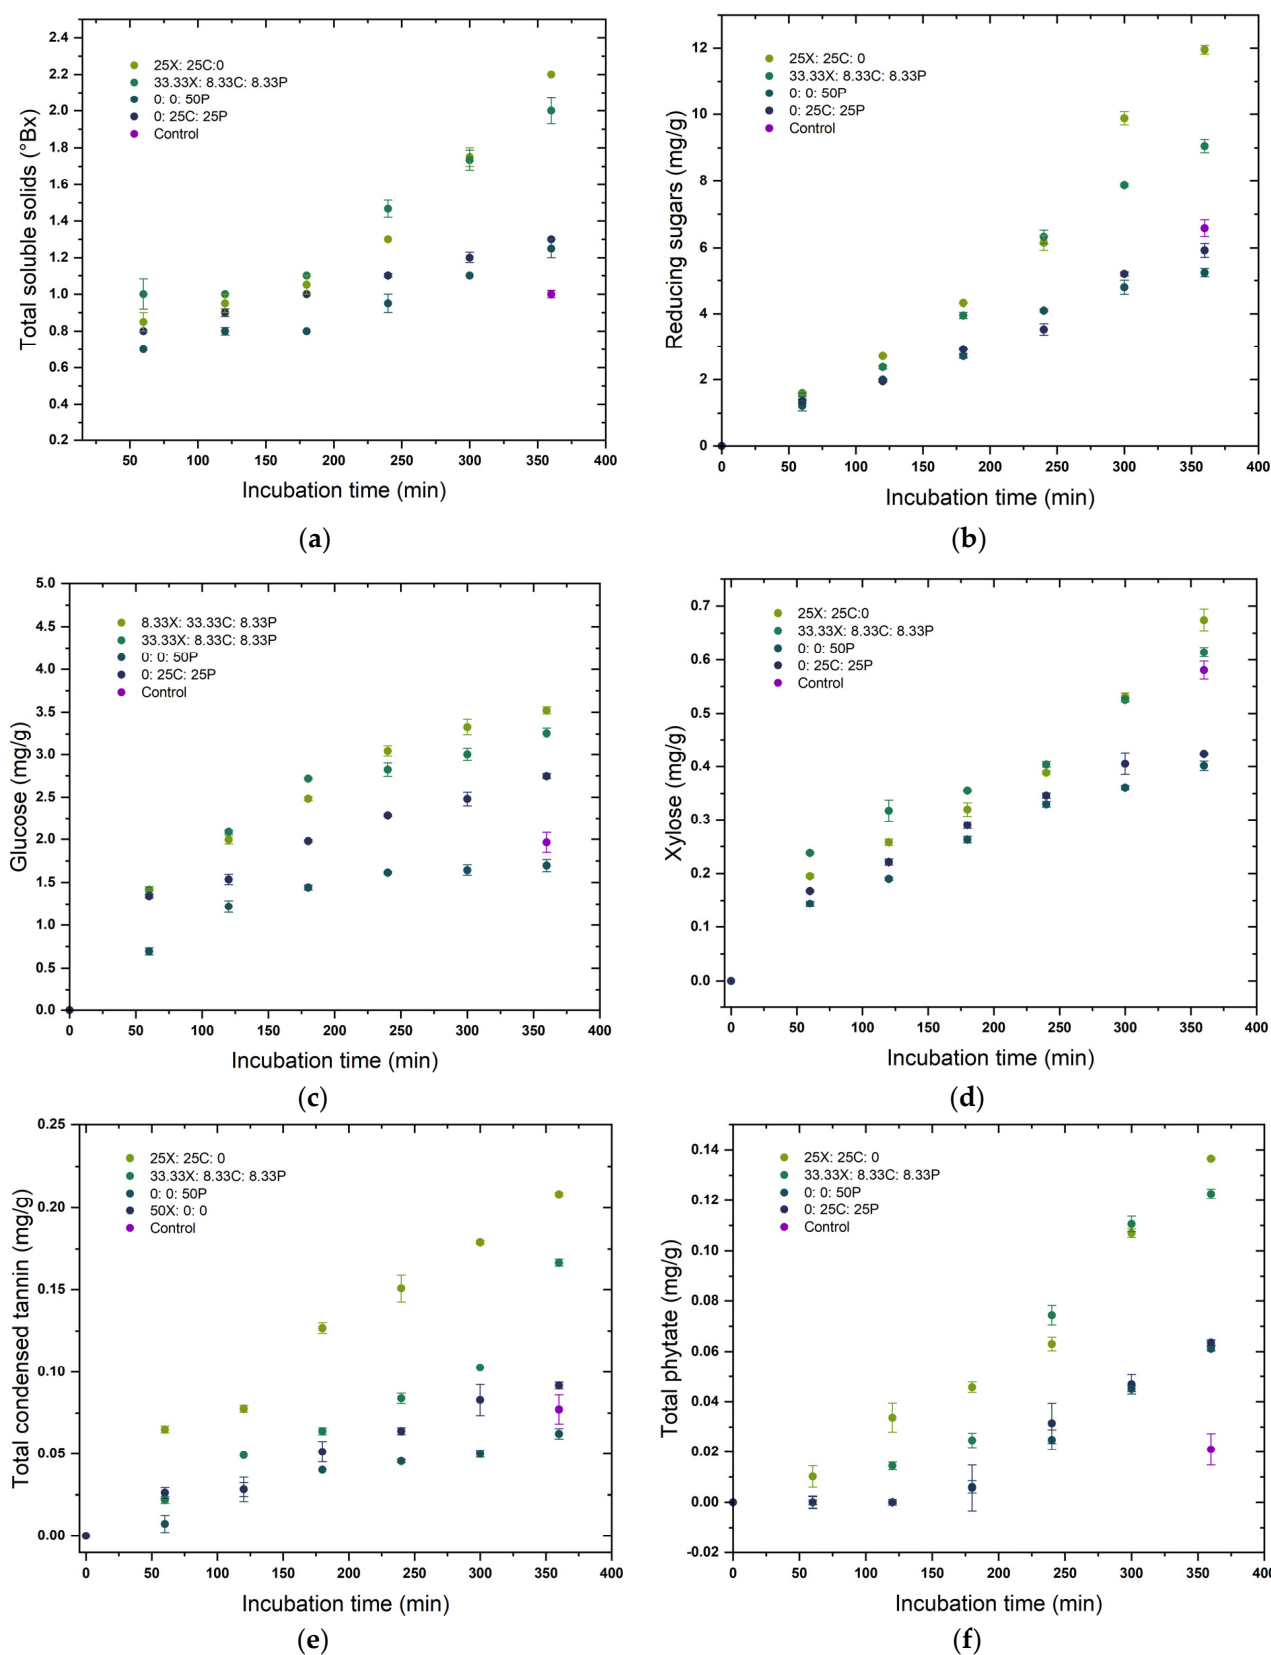 2.4
2.2
2.0
1.8
1.6
1.4
1.2
1.0
0.8
0.6
0.4
0.2
Total soluble solids (°Bx)
25X: 25C:0
33.33X: 8.33C: 8.33P
0: 0: 50P
0: 25C: 25P
Control
50 100 150 200 250 300 350 400
Incubation time (min)
(a)
12
10
8
6
4
2
0
Reducing sugars (mg/g)
25X: 25C: 0
33.33X: 8.33C: 8.33P
0: 0: 50P
0: 25C: 25P
Control
0 50 100 150 200 250 300 350 400
Incubation time (min)
(b)
5.0
4.5
4.0
3.5
3.0
2.5
2.0
1.5
1.0
0.5
0.0
Glucose (mg/g)
8.33X: 33.33C: 8.33P
33.33X: 8.33C: 8.33P
0: 0: 50P
0: 25C: 25P
Control
0 50 100 150 200 250 300 350 400
Incubation time (min)
(c)
0.7
0.6
0.5
0.4
0.3
0.2
0.1
0.0
Xylose (mg/g)
25X: 25C:0
33.33X: 8.33C: 8.33P
0: 0: 50P
0: 25C: 25P
Control
0 50 100 150 200 250 300 350 400
Incubation time (min)
(d)
0.25
0.20
0.15
0.10
0.05
0.00
Total condensed tannin (mg/g)
25X: 25C: 0
33.33X: 8.33C: 8.33P
0: 0: 50P
50X: 0: 0
Control
0 50 100 150 200 250 300 350 400
Incubation time (min)
(e)
0.14
0.12
0.10
0.08
0.06
0.04
0.02
0.00
-0.02
Total phytate (mg/g)
25X: 25C: 0
33.33X: 8.33C: 8.33P
0: 0: 50P
0: 25C: 25P
Control
0 50 100 150 200 250 300 350 400
Incubation time (min)
(f)